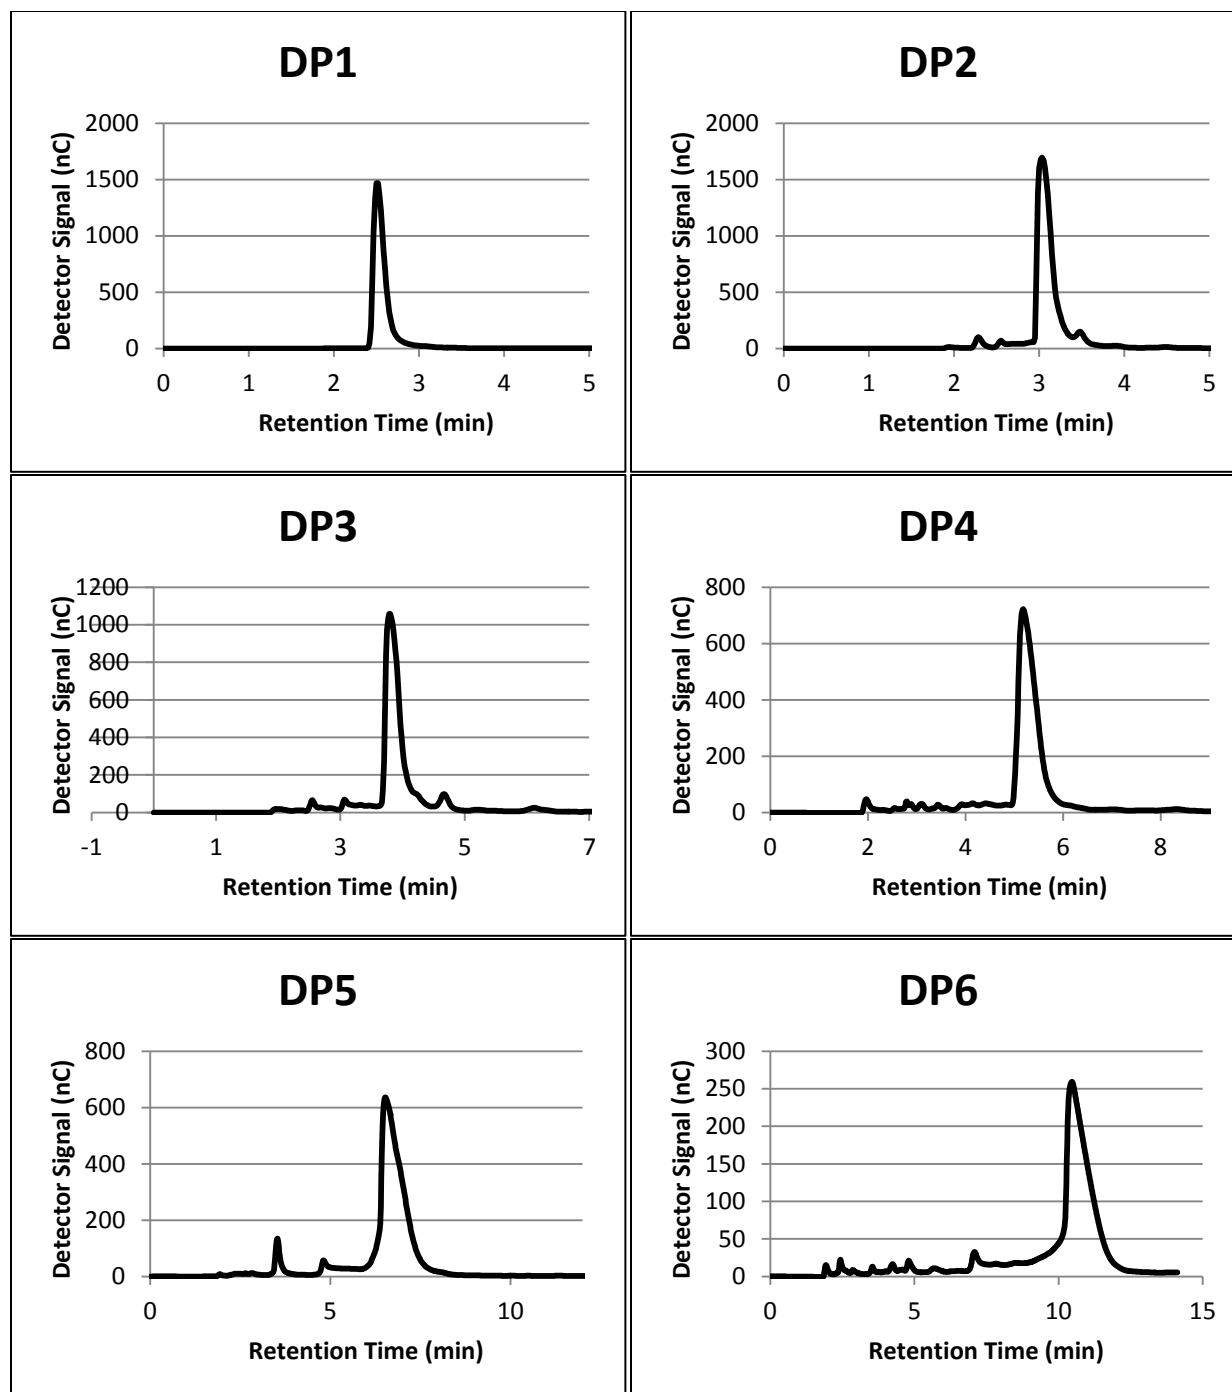 DP1
Detector Signal (nC)
2000
1500
1000
500
0
0 1 2 3 4 5
Retention Time (min)
DP2
Detector Signal (nC)
2000
1500
1000
500
0
0 1 2 3 4 5
Retention Time (min)
DP3
Detector Signal (nC)
1200
1000
800
600
400
200
0
-1 1 3 5 7
Retention Time (min)
DP4
Detector Signal (nC)
800
600
400
200
0
0 2 4 6 8
Retention Time (min)
DP5
Detector Signal (nC)
800
600
400
200
0
0 5 10
Retention Time (min)
DP6
Detector Signal (nC)
300
250
200
150
100
50
0
0 5 10 15
Retention Time (min)